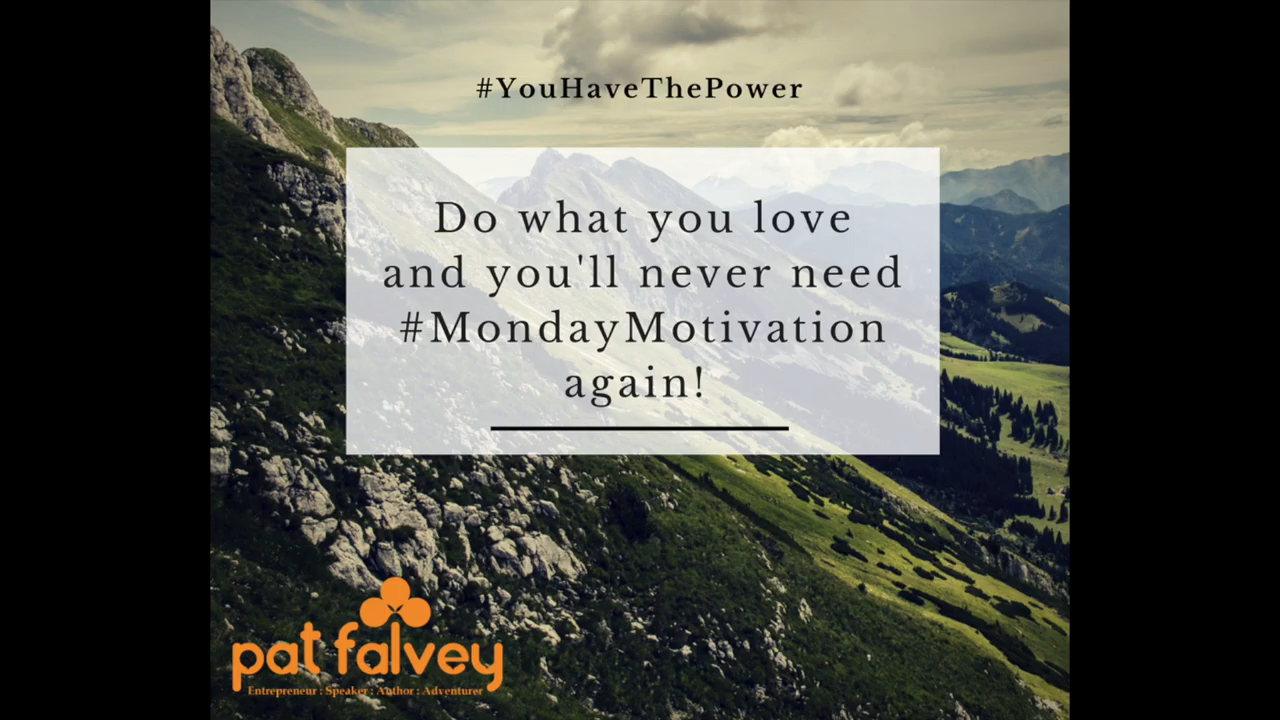 #YouHaveThePower
Do what you love
and you'll never need
#MondayMotivation
again!
pat falvey
Entrepreneur : Speaker : Author : Adventurer